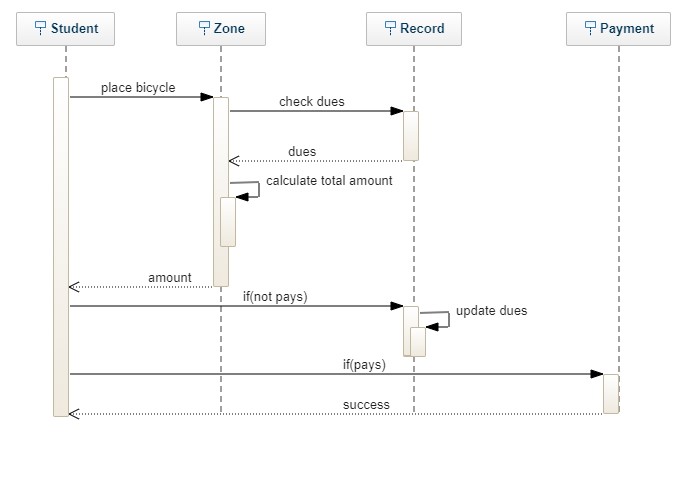 Student
Zone
Record
Payment
place bicycle
check dues
dues
calculate total amount
amount
if(not pays)
update dues
if(pays)
success